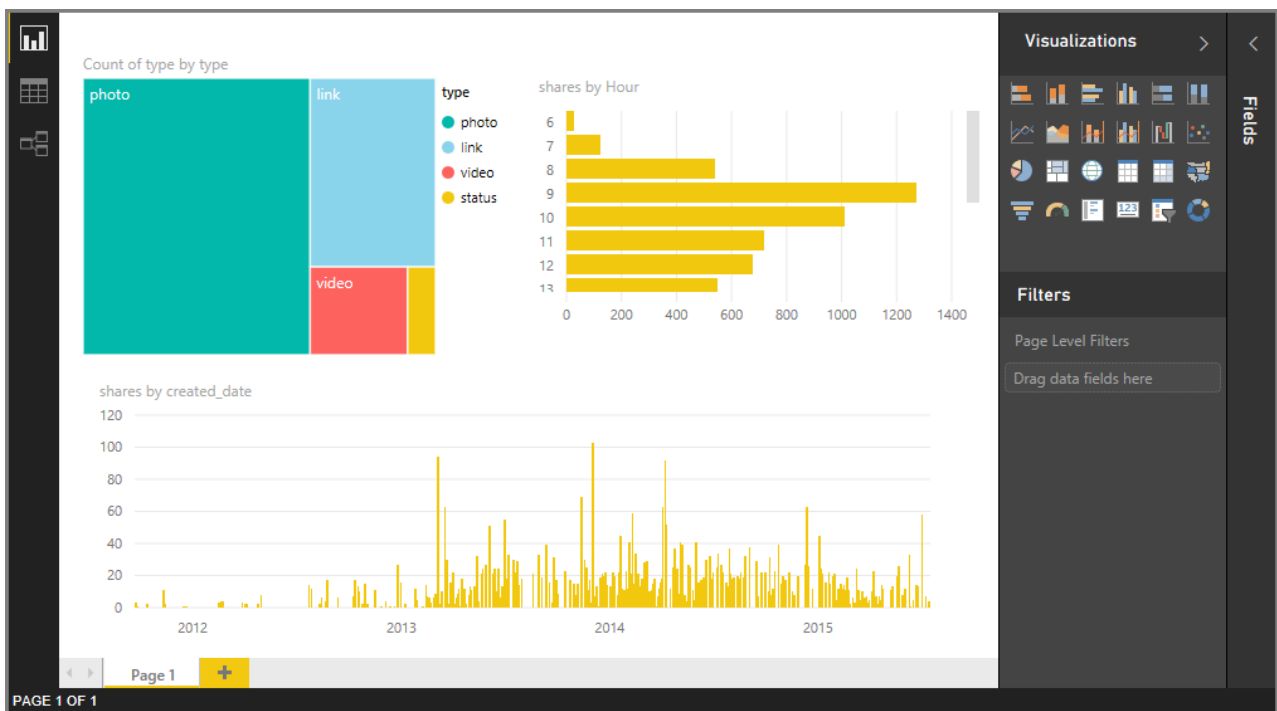 Count of type by type
photo
link
video
type
photo
link
video
status
shares by Hour
6
7
8
9
10
11
12
13
0 200 400 600 800 1000 1200 1400
shares by created_date
120
100
80
60
40
20
0
2012 2013 2014 2015
Page 1
PAGE 1 OF 1
Visualizations
123
Filters
Page Level Filters
Drag data fields here
Fields